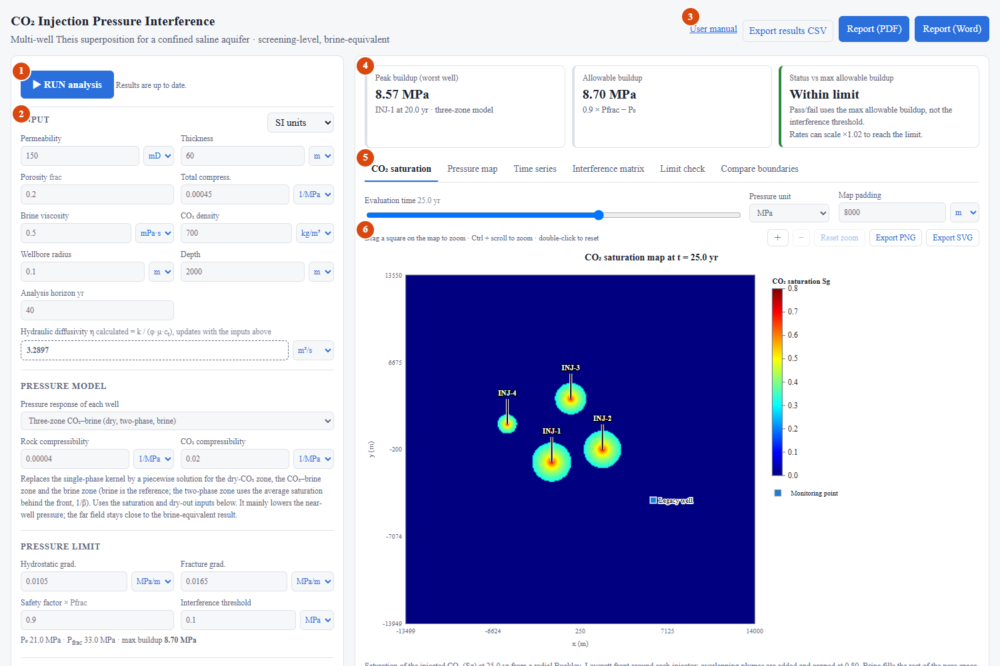 CO₂ Injection Pressure Interference
Multi-well Theis superposition for a confined saline aquifer · screening-level, brine-equivalent
3
User manual
Export results CSV
Report (PDF)
Report (Word)
1
▶ RUN analysis
Results are up to date.
2
PUT
SI units
Permeability
Thickness
150
mD
60
m
Porosity frac
Total compress.
0.2
0.00045
1/MPa
Brine viscosity
CO₂ density
0.5
mPa·s
700
kg/m³
Wellbore radius
Depth
0.1
m
2000
m
Analysis horizon yr
40
Hydraulic diffusivity η calculated = k / (φ·μ·cₜ), updates with the inputs above
3.2897
m²/s
PRESSURE MODEL
Pressure response of each well
Three-zone CO₂–brine (dry, two-phase, brine)
Rock compressibility
CO₂ compressibility
0.00004
1/MPa
0.02
1/MPa
Replaces the single-phase kernel by a piecewise solution for the dry-CO₂ zone, the CO₂–brine
zone and the brine zone (brine is the reference; the two-phase zone uses the average saturation
behind the front, 1/β). Uses the saturation and dry-out inputs below. It mainly lowers the near-
well pressure; the far field stays close to the brine-equivalent result.
PRESSURE LIMIT
Hydrostatic grad.
Fracture grad.
0.0105
MPa/m
0.0165
MPa/m
Safety factor × Pfrac
Interference threshold
0.9
0.1
MPa
P₀ 21.0 MPa · Pfrac 33.0 MPa · max buildup 8.70 MPa
4
Peak buildup (worst well)
8.57 MPa
INJ-1 at 20.0 yr · three-zone model
Allowable buildup
8.70 MPa
0.9 × Pfrac − P₀
Status vs max allowable buildup
Within limit
Pass/fail uses the max allowable buildup, not the
interference threshold.
Rates can scale ×1.02 to reach the limit.
5
CO₂ saturation
Pressure map
Time series
Interference matrix
Limit check
Compare boundaries
Evaluation time 25.0 yr
Pressure unit
Map padding
MPa
8000
m
6
Drag a square on the map to zoom · Ctrl + scroll to zoom · double-click to reset
+
−
Reset zoom
Export PNG
Export SVG
CO₂ saturation map at t = 25.0 yr
13550
6675
-200
-7074
-13949
y (m)
INJ-3
INJ-4
INJ-2
INJ-1
Legacy well
-13499
-6624
250
7125
14000
x (m)
CO₂ saturation Sg
0.8
0.7
0.6
0.5
0.4
0.3
0.2
0.1
0.0
Monitoring point
Saturation of the injected CO₂ (Sg) at 25.0 yr from a radial Buckley–Leverett front around each injector; overlapping plumes are added and capped at 0.80. Brine fills the rest of the pore space.